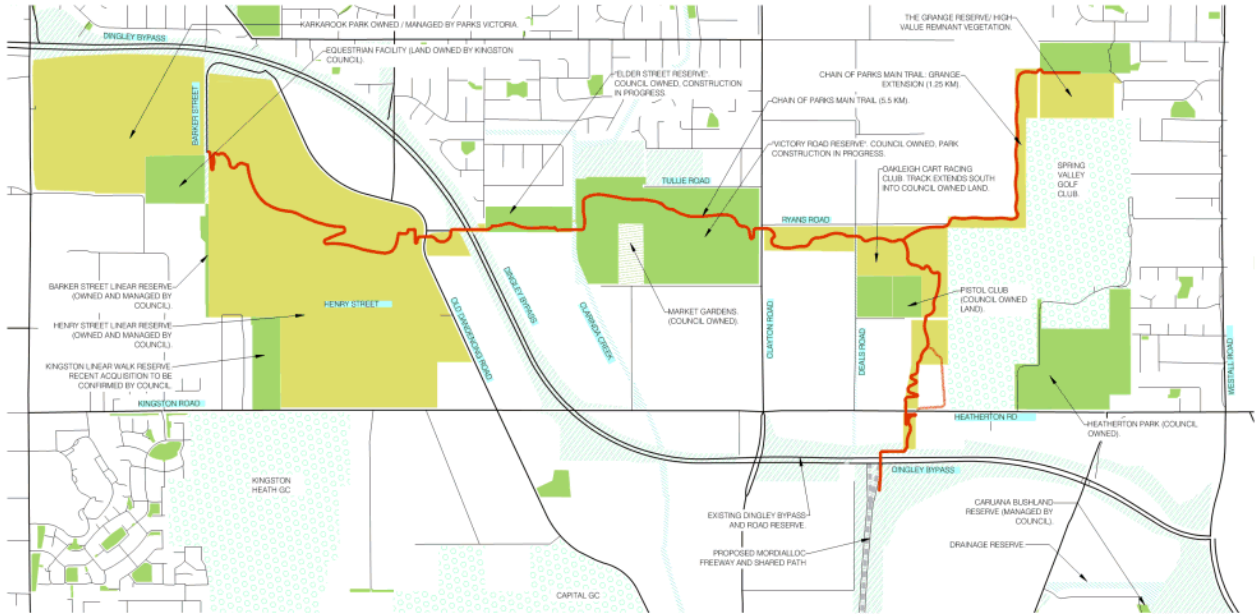 KARKAROOK PARK OWNED / MANAGED BY PARKS VICTORIA.
DINGLEY BYPASS
EQUESTRIAN FACILITY (LAND OWNED BY KINGSTON
COUNCIL).
BARKER STREET
"ELDER STREET RESERVE".
COUNCIL OWNED, CONSTRUCTION
IN PROGRESS.
THE GRANGE RESERVE/ HIGH
VALUE REMNANT VEGETATION.
CHAIN OF PARKS MAIN TRAIL: GRANGE
EXTENSION (1.25 KM).
CHAIN OF PARKS MAIN TRAIL (5.5 KM).
"VICTORY ROAD RESERVE". COUNCIL OWNED, PARK
CONSTRUCTION IN PROGRESS.
OAKLEIGH CART RACING
CLUB. TRACK EXTENDS SOUTH
INTO COUNCIL OWNED LAND.
SPRING
VALLEY
GOLF
CLUB.
TULLIE ROAD
RYANS ROAD
BARKER STREET LINEAR RESERVE
(OWNED AND MANAGED BY
COUNCIL).
HENRY STREET LINEAR RESERVE
(OWNED AND MANAGED BY
COUNCIL).
KINGSTON LINEAR WALK RESERVE
RECENT ACQUISITION TO BE
CONFIRMED BY COUNCIL.
HENRY STREET
OLD DANDENONG ROAD
DINGLEY BYPASS
CLARINDA CREEK
MARKET GARDENS.
(COUNCIL OWNED).
CLAYTON ROAD
DEALS ROAD
PISTOL CLUB
(COUNCIL OWNED
LAND).
WESTALL ROAD
KINGSTON ROAD
HEATHERTON RD
HEATHERTON PARK (COUNCIL
OWNED).
DINGLEY BYPASS
KINGSTON
HEATH GC
EXISTING DINGLEY BYPASS
AND ROAD RESERVE.
CARUANA BUSHLAND
RESERVE (MANAGED BY
COUNCIL).
PROPOSED MORDIALLOC
FREEWAY AND SHARED PATH
DRAINAGE RESERVE.
CAPITAL GC